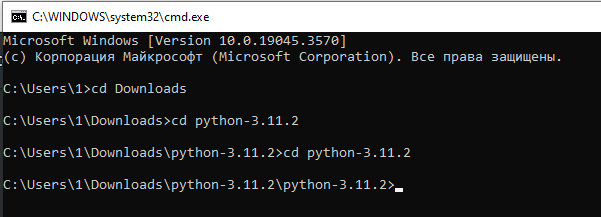 C:\WINDOWS\system32\cmd.exe
Microsoft Windows [Version 10.0.19045.3570]
(c) Корпорация Майкрософт (Microsoft Corporation). Все права защищены.
C:\Users\1>cd Downloads
C:\Users\1\Downloads>cd python-3.11.2
C:\Users\1\Downloads\python-3.11.2>cd python-3.11.2
C:\Users\1\Downloads\python-3.11.2\python-3.11.2>